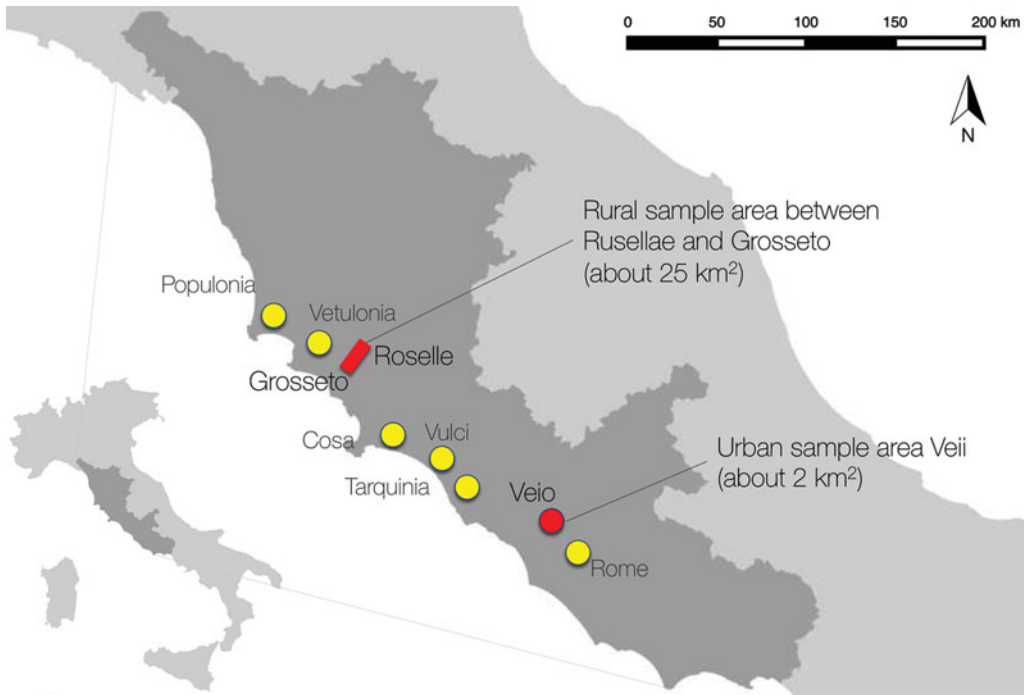 0 50 100 150 200 km
N
Rural sample area between
Rusellae and Grosseto
(about 25 km²)
Populonia
Vetulonia
Roselle
Grosseto
Cosa
Vulci
Tarquinia
Urban sample area Veii
(about 2 km²)
Veio
Rome